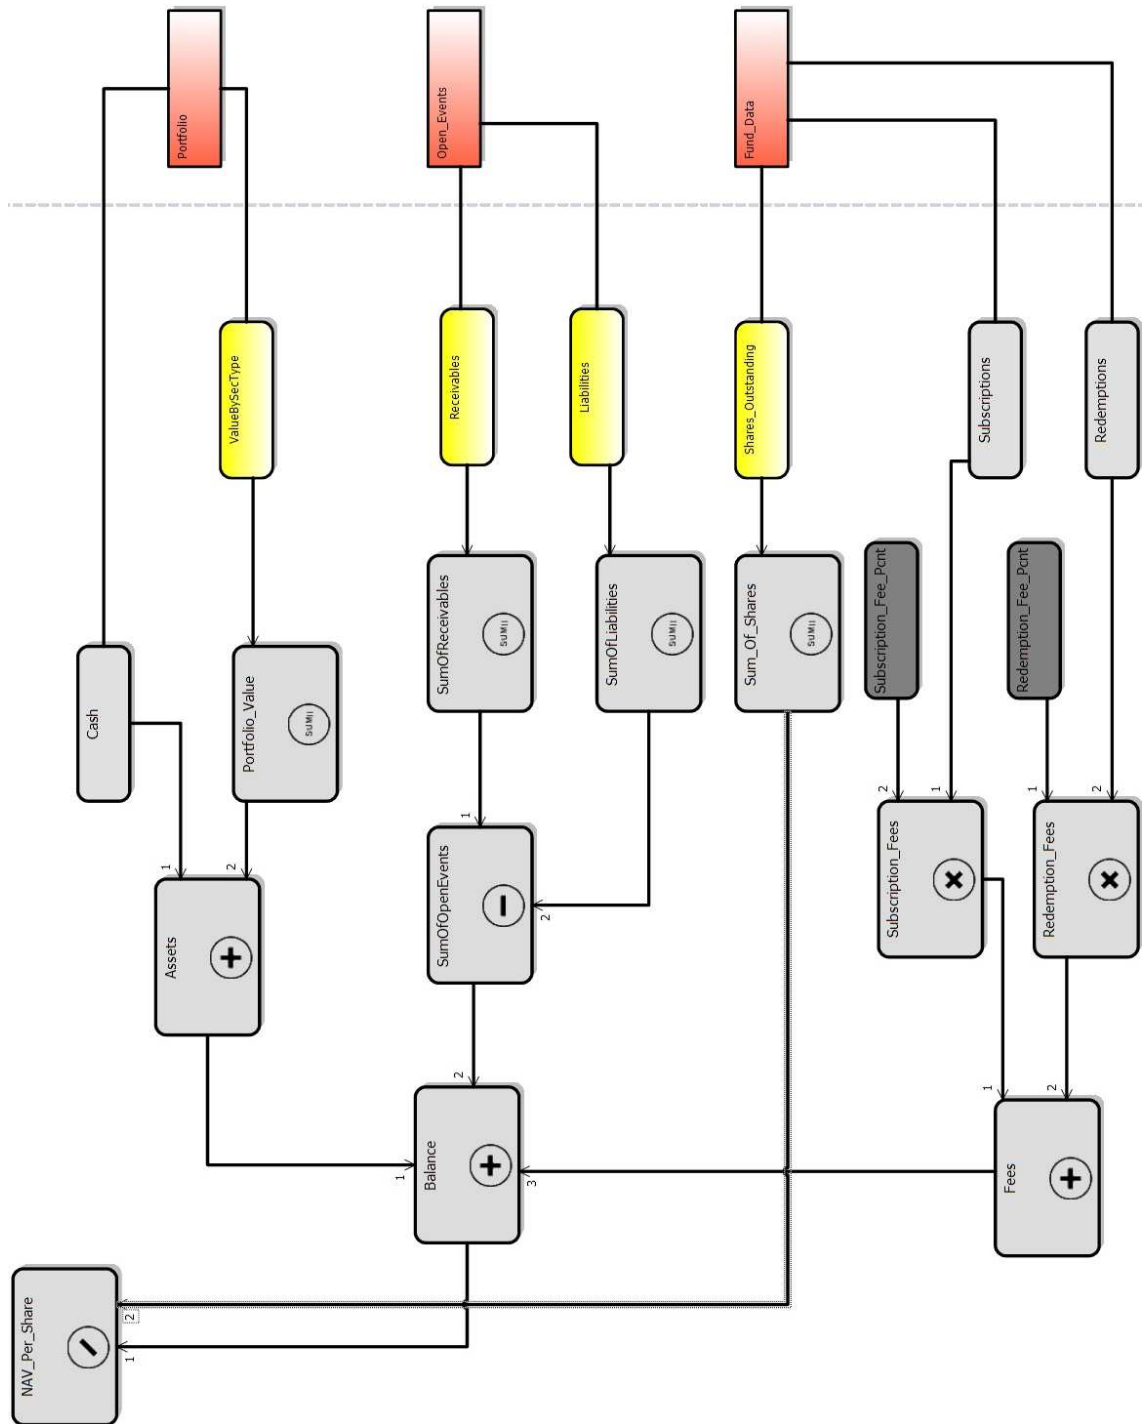 Portfolio
Open_Events
Fund_Data
ValueBySecType
Receivables
Liabilities
Shares_Outstanding
Subscriptions
Redemptions
Cash
Portfolio_Value
SUM[]
SumOfReceivables
SUM[]
SumOfLiabilities
SUM[]
Sum_Of_Shares
SUM[]
Subscription_Fee_Pcnt
Redemption_Fee_Pcnt
1
2
Assets
+
1
2
SumOfOpenEvents
−
2
1
Subscription_Fees
×
1
2
Redemption_Fees
×
1
2
3
Balance
+
1
2
Fees
+
1
2
NAV_Per_Share
/